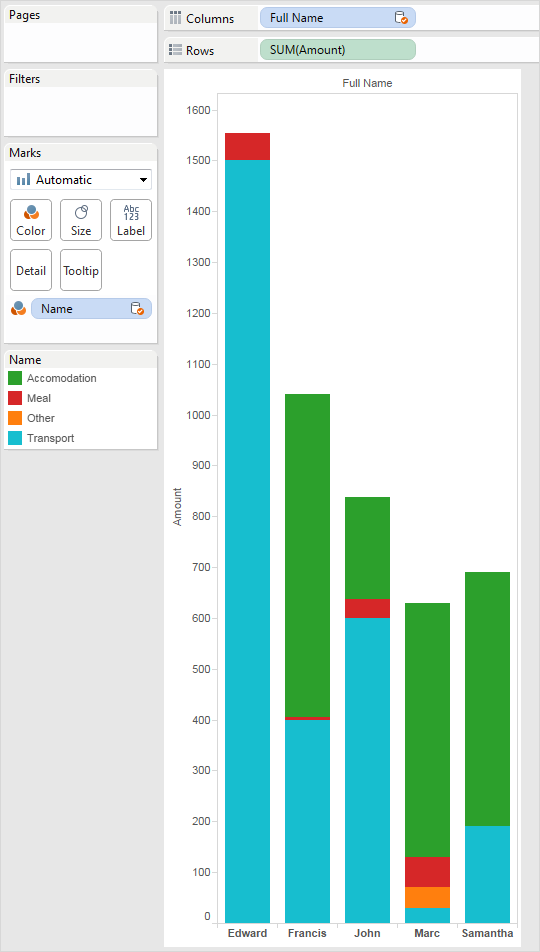 Pages
Columns
Full Name
Rows
SUM(Amount)
Filters
Marks
Automatic
Color
Size
Abc
123
Label
Detail
Tooltip
Name
Name
Accomodation
Meal
Other
Transport
Full Name
1600
1500
1400
1300
1200
1100
1000
900
800
700
600
500
400
300
200
100
0
Amount
Edward Francis John Marc Samantha